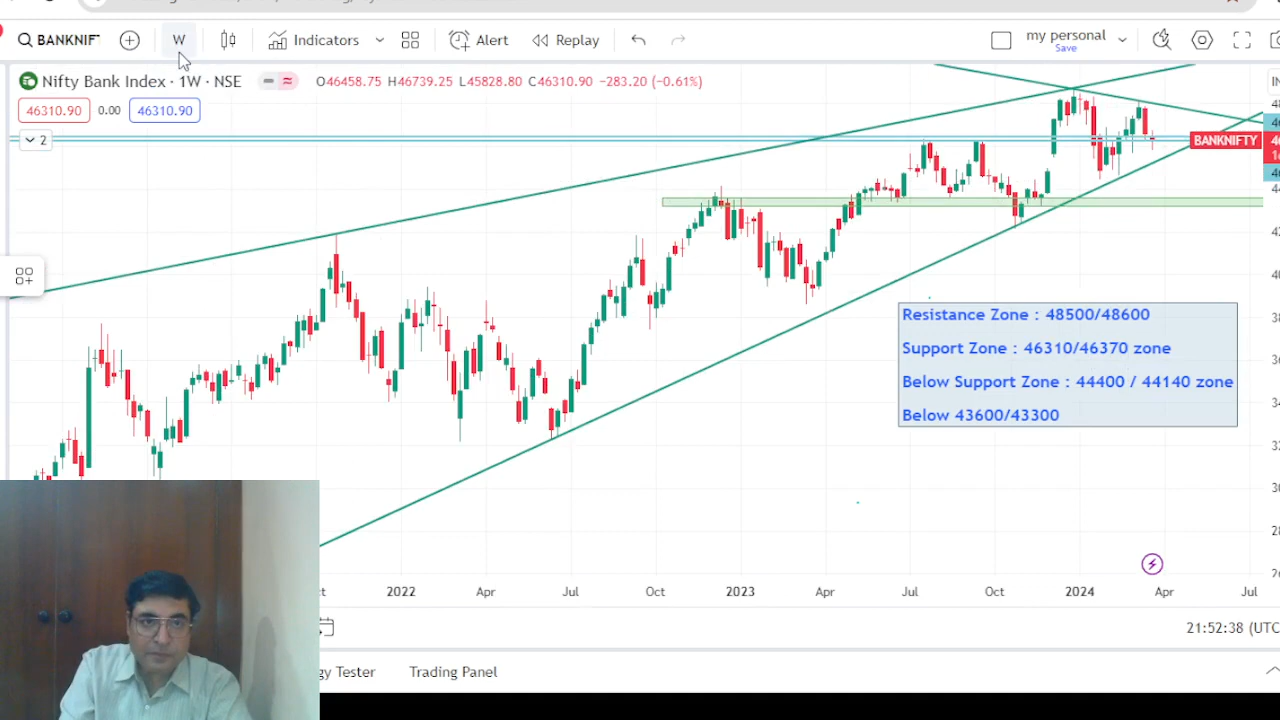 BANKNIFT
W
Indicators
Alert
Replay
my personal
Save
Nifty Bank Index · 1W · NSE
O46458.75 H46739.25 L45828.80 C46310.90 −283.20 (−0.61%)
46310.90 0.00 46310.90
2
BANKNIFTY
Resistance Zone : 48500/48600
Support Zone : 46310/46370 zone
Below Support Zone : 44400 / 44140 zone
Below 43600/43300
2022 Apr Jul Oct 2023 Apr Jul Oct 2024 Apr Jul
21:52:38 (UTC
Tester Trading Panel